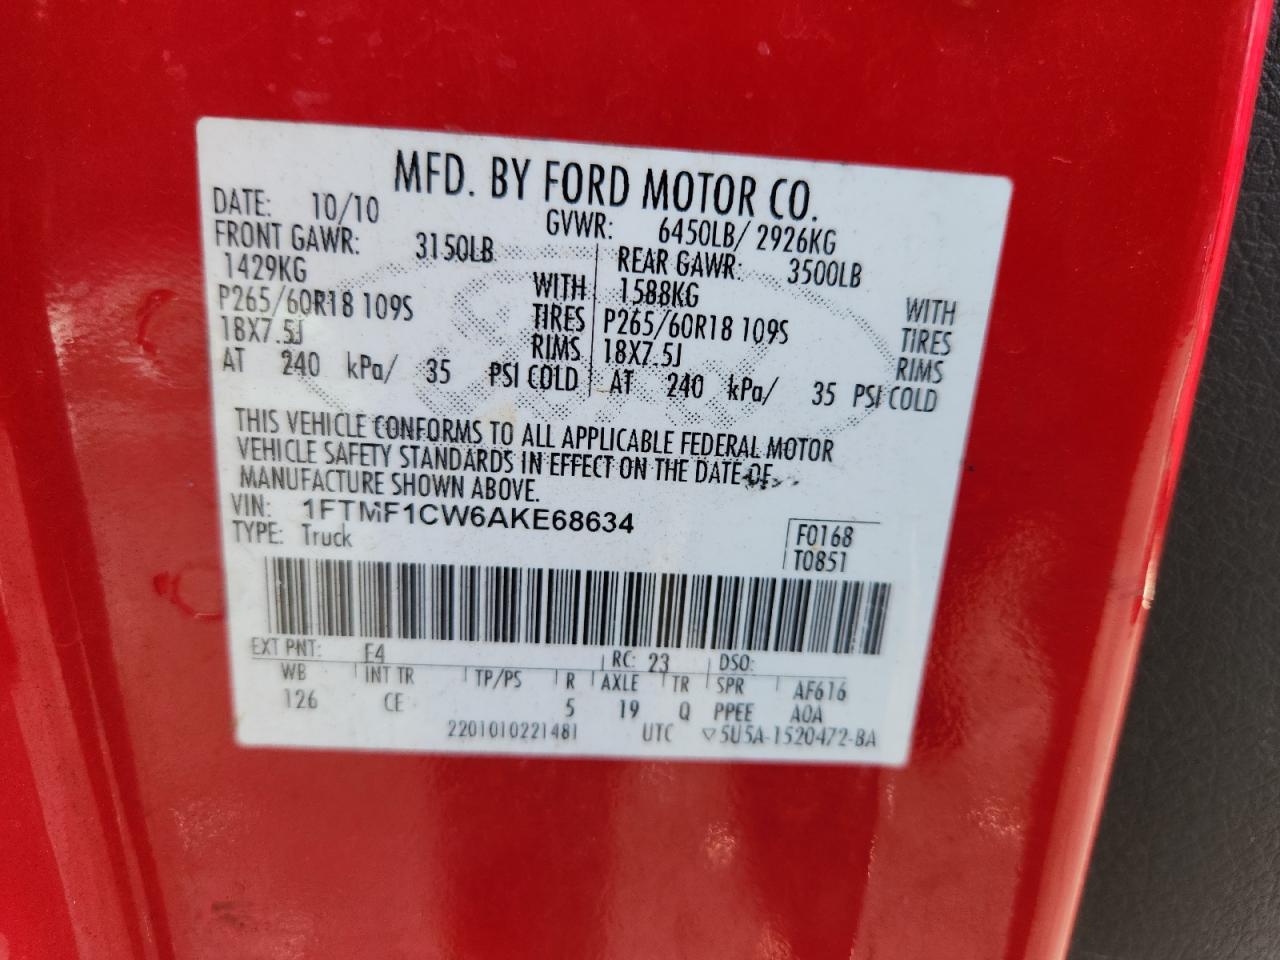 MFD. BY FORD MOTOR CO.
DATE: 10/10 GVWR: 6450LB/ 2926KG
FRONT GAWR: 3150LB REAR GAWR: 3500LB
1429KG WITH 1588KG WITH
P265/60R18 109S TIRES P265/60R18 109S TIRES
18X7.5J RIMS 18X7.5J RIMS
AT 240 kPa/ 35 PSI COLD AT 240 kPa/ 35 PSI COLD
THIS VEHICLE CONFORMS TO ALL APPLICABLE FEDERAL MOTOR
VEHICLE SAFETY STANDARDS IN EFFECT ON THE DATE OF
MANUFACTURE SHOWN ABOVE.
VIN: 1FTMF1CW6AKE68634
TYPE: Truck F0168
T0851
EXT PNT: E4 RC: 23 DSO:
WB INT TR TP/PS R AXLE TR SPR AF616
126 CE 5 19 Q PPEE A0A
2201010221481 UTC ▽5U5A-1520472-BA